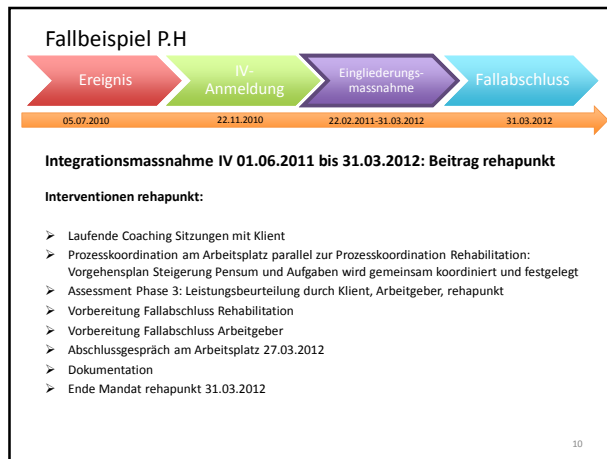 Fallbeispiel P.H
Ereignis
IV-
Anmeldung
Eingliederungs-
massnahme
Fallabschluss
05.07.2010
22.11.2010
22.02.2011-31.03.2012
31.03.2012
Integrationsmassnahme IV 01.06.2011 bis 31.03.2012: Beitrag rehapunkt
Interventionen rehapunkt:
➢ Laufende Coaching Sitzungen mit Klient
➢ Prozesskoordination am Arbeitsplatz parallel zur Prozesskoordination Rehabilitation:
Vorgehensplan Steigerung Pensum und Aufgaben wird gemeinsam koordiniert und festgelegt
➢ Assessment Phase 3: Leistungsbeurteilung durch Klient, Arbeitgeber, rehapunkt
➢ Vorbereitung Fallabschluss Rehabilitation
➢ Vorbereitung Fallabschluss Arbeitgeber
➢ Abschlussgespräch am Arbeitsplatz 27.03.2012
➢ Dokumentation
➢ Ende Mandat rehapunkt 31.03.2012
10